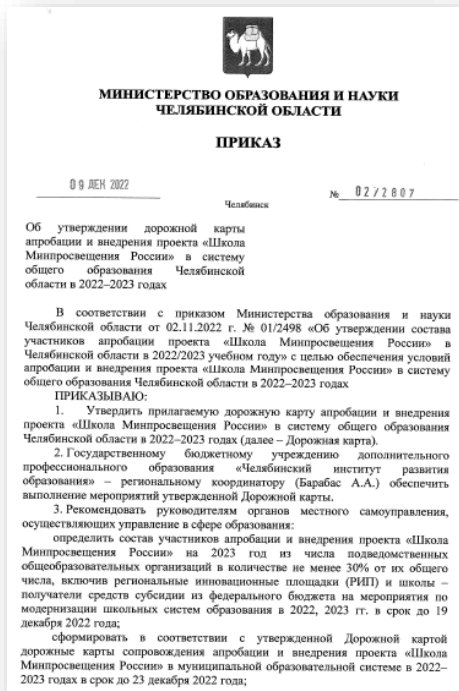 МИНИСТЕРСТВО ОБРАЗОВАНИЯ И НАУКИ
ЧЕЛЯБИНСКОЙ ОБЛАСТИ
ПРИКАЗ
09 ДЕК 2022
№ 02/2807
Челябинск
Об утверждении дорожной карты
апробации и внедрения проекта «Школа
Минпросвещения России» в систему
общего образования Челябинской
области в 2022–2023 годах
В соответствии с приказом Министерства образования и науки
Челябинской области от 02.11.2022 г. № 01/2498 «Об утверждении состава
участников апробации проекта «Школа Минпросвещения России» в
Челябинской области в 2022/2023 учебном году» с целью обеспечения условий
апробации и внедрения проекта «Школа Минпросвещения России» в систему
общего образования Челябинской области в 2022–2023 годах
ПРИКАЗЫВАЮ:
1. Утвердить прилагаемую дорожную карту апробации и внедрения
проекта «Школа Минпросвещения России» в систему общего образования
Челябинской области в 2022–2023 годах (далее – Дорожная карта).
2. Государственному бюджетному учреждению дополнительного
профессионального образования «Челябинский институт развития
образования» – региональному координатору (Барабас А.А.) обеспечить
выполнение мероприятий утвержденной Дорожной карты.
3. Рекомендовать руководителям органов местного самоуправления,
осуществляющих управление в сфере образования:
определить состав участников апробации и внедрения проекта «Школа
Минпросвещения России» на 2023 год из числа подведомственных
общеобразовательных организаций в количестве не менее 30% от их общего
числа, включив региональные инновационные площадки (РИП) и школы –
получатели средств субсидии из федерального бюджета на мероприятия по
модернизации школьных систем образования в 2022, 2023 гг. в срок до 19
декабря 2022 года;
сформировать в соответствии с утвержденной Дорожной картой
дорожные карты сопровождения апробации и внедрения проекта «Школа
Минпросвещения России» в муниципальной образовательной системе в 2022–
2023 годах в срок до 23 декабря 2022 года;